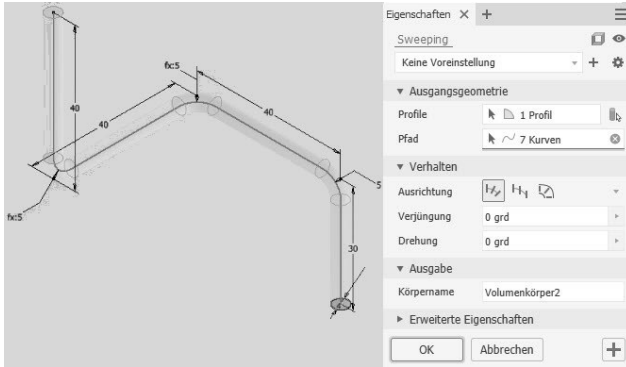 40
fx:5
40
40
5
fx:5
30
Eigenschaften × +
Sweeping
Keine Voreinstellung
Ausgangsgeometrie
Profile 1 Profil
Pfad 7 Kurven
Verhalten
Ausrichtung
Verjüngung 0 grd
Drehung 0 grd
Ausgabe
Körpername Volumenkörper2
Erweiterte Eigenschaften
OK Abbrechen